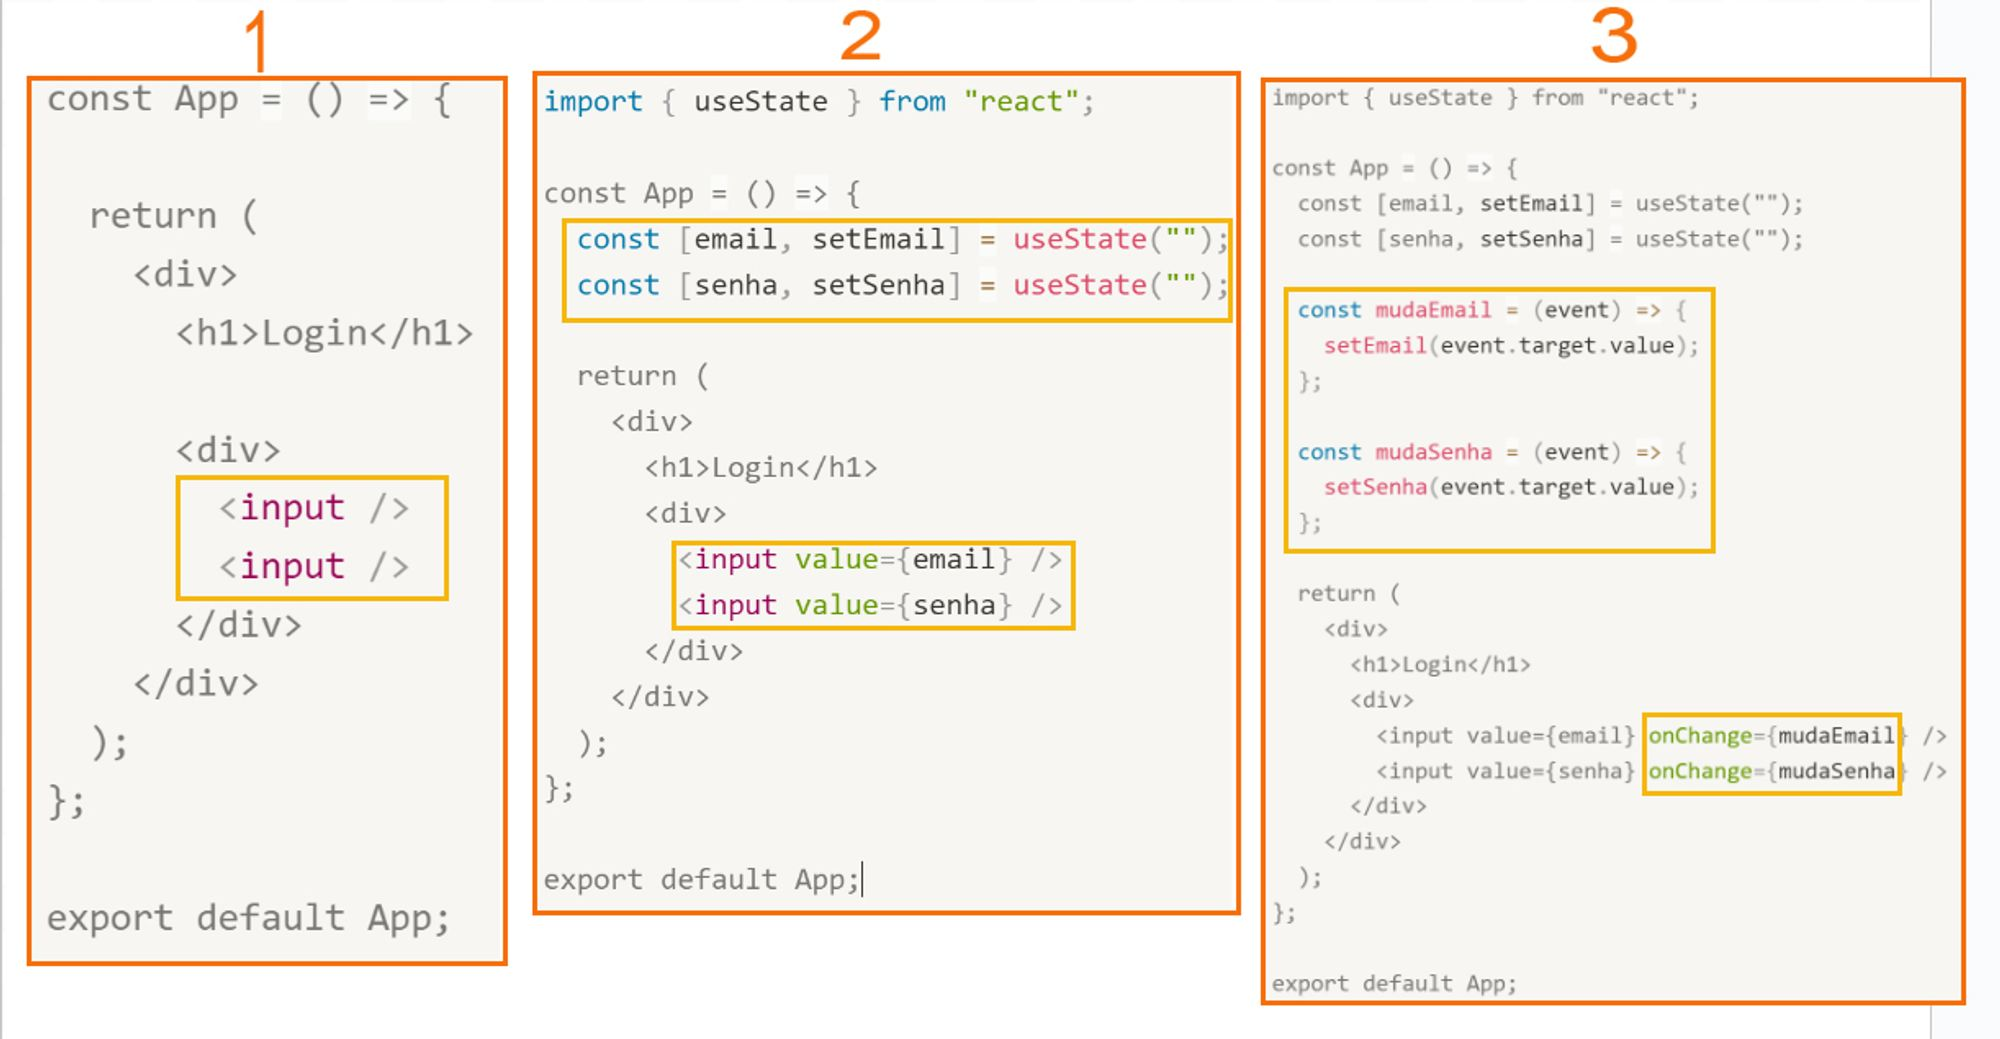 1
const App = () => {
  return (
    <div>
      <h1>Login</h1>
      <div>
        <input />
        <input />
      </div>
    </div>
  );
};
export default App;
2
import { useState } from "react";
const App = () => {
  const [email, setEmail] = useState("");
  const [senha, setSenha] = useState("");
  return (
    <div>
      <h1>Login</h1>
      <div>
        <input value={email} />
        <input value={senha} />
      </div>
    </div>
  );
};
export default App;
3
import { useState } from "react";
const App = () => {
  const [email, setEmail] = useState("");
  const [senha, setSenha] = useState("");
  const mudaEmail = (event) => {
    setEmail(event.target.value);
  };
  const mudaSenha = (event) => {
    setSenha(event.target.value);
  };
  return (
    <div>
      <h1>Login</h1>
      <div>
        <input value={email} onChange={mudaEmail} />
        <input value={senha} onChange={mudaSenha} />
      </div>
    </div>
  );
};
export default App;